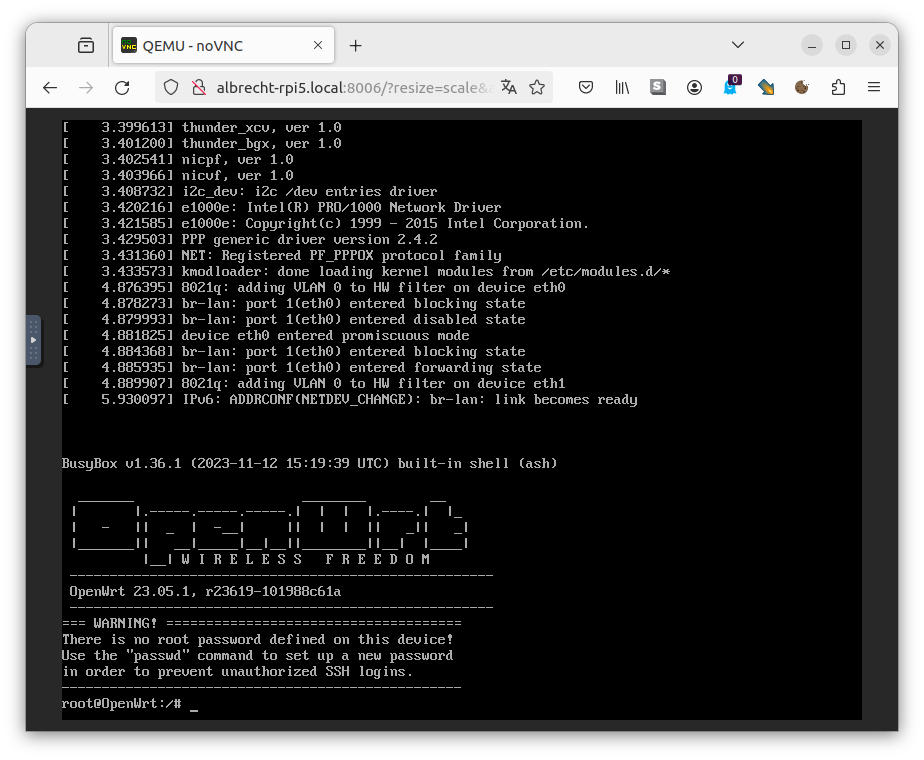 QEMU - noVNC
albrecht-rpi5.local:8006/?resize=scale&
0
[    3.399613] thunder_xcv, ver 1.0
[    3.401200] thunder_bgx, ver 1.0
[    3.402541] nicpf, ver 1.0
[    3.403966] nicvf, ver 1.0
[    3.408732] i2c_dev: i2c /dev entries driver
[    3.420216] e1000e: Intel(R) PRO/1000 Network Driver
[    3.421585] e1000e: Copyright(c) 1999 - 2015 Intel Corporation.
[    3.429503] PPP generic driver version 2.4.2
[    3.431360] NET: Registered PF_PPPOX protocol family
[    3.433573] kmodloader: done loading kernel modules from /etc/modules.d/*
[    4.876395] 8021q: adding VLAN 0 to HW filter on device eth0
[    4.878273] br-lan: port 1(eth0) entered blocking state
[    4.879993] br-lan: port 1(eth0) entered disabled state
[    4.881825] device eth0 entered promiscuous mode
[    4.884368] br-lan: port 1(eth0) entered blocking state
[    4.885935] br-lan: port 1(eth0) entered forwarding state
[    4.889907] 8021q: adding VLAN 0 to HW filter on device eth1
[    5.930097] IPv6: ADDRCONF(NETDEV_CHANGE): br-lan: link becomes ready
BusyBox v1.36.1 (2023-11-12 15:19:39 UTC) built-in shell (ash)
OpenWrt
W I R E L E S S   F R E E D O M
-----------------------------------------------------
OpenWrt 23.05.1, r23619-101988c61a
-----------------------------------------------------
=== WARNING! =====================================
There is no root password defined on this device!
Use the "passwd" command to set up a new password
in order to prevent unauthorized SSH logins.
--------------------------------------------------
root@OpenWrt:/# _